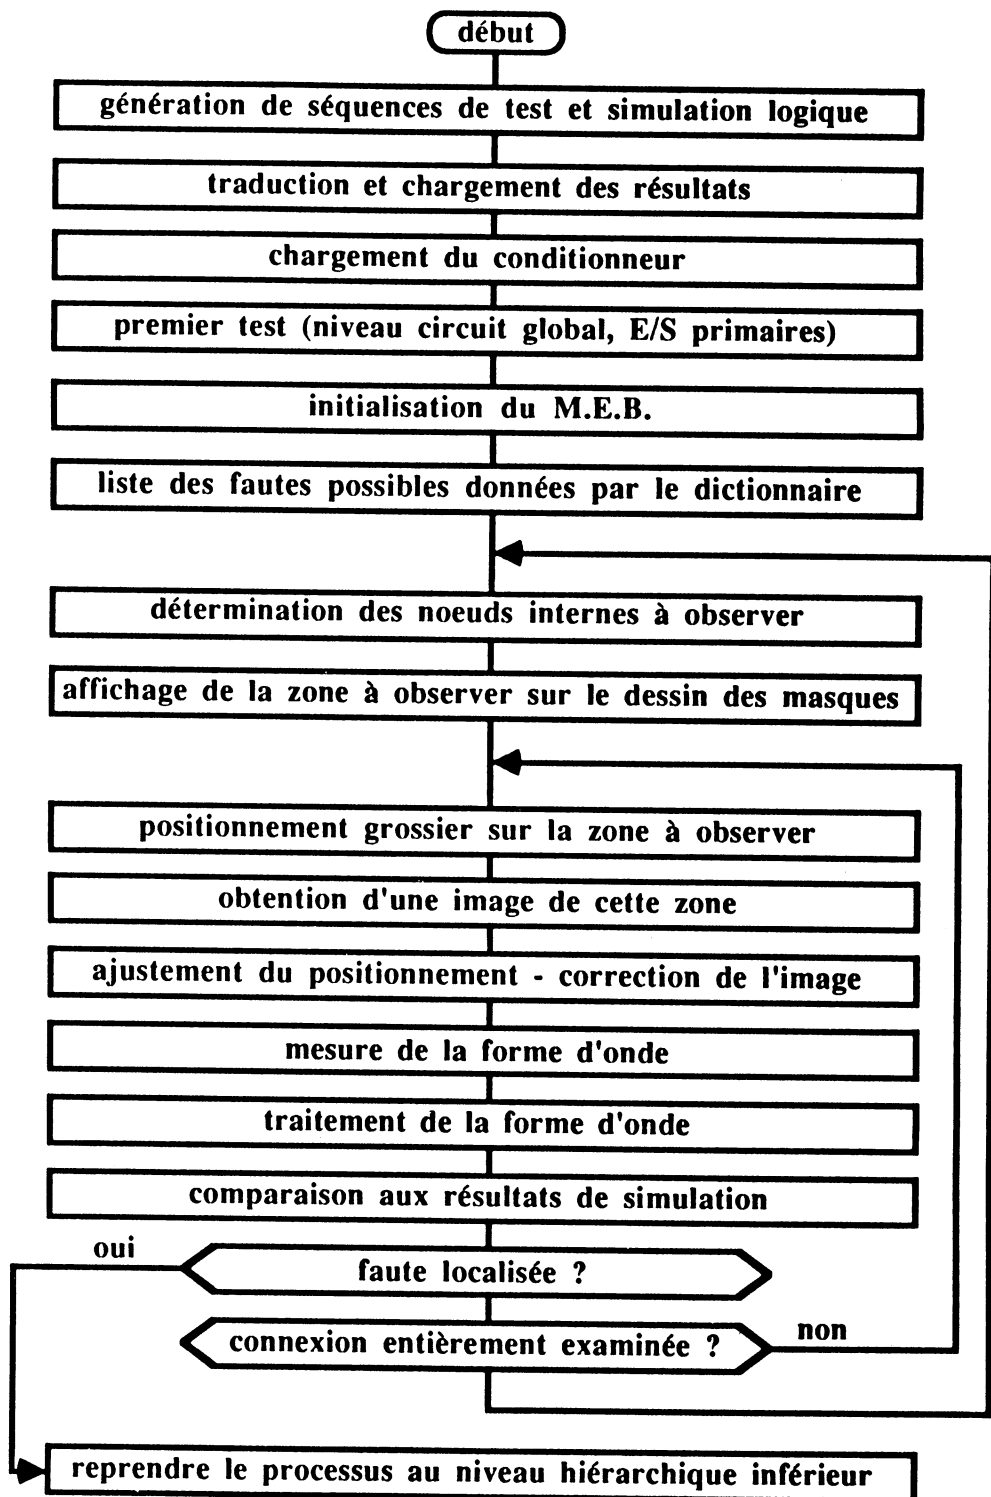 début
génération de séquences de test et simulation logique
traduction et chargement des résultats
chargement du conditionneur
premier test (niveau circuit global, E/S primaires)
initialisation du M.E.B.
liste des fautes possibles données par le dictionnaire
détermination des noeuds internes à observer
affichage de la zone à observer sur le dessin des masques
positionnement grossier sur la zone à observer
obtention d'une image de cette zone
ajustement du positionnement - correction de l'image
mesure de la forme d'onde
traitement de la forme d'onde
comparaison aux résultats de simulation
oui
faute localisée ?
connexion entièrement examinée ?
non
reprendre le processus au niveau hiérarchique inférieur